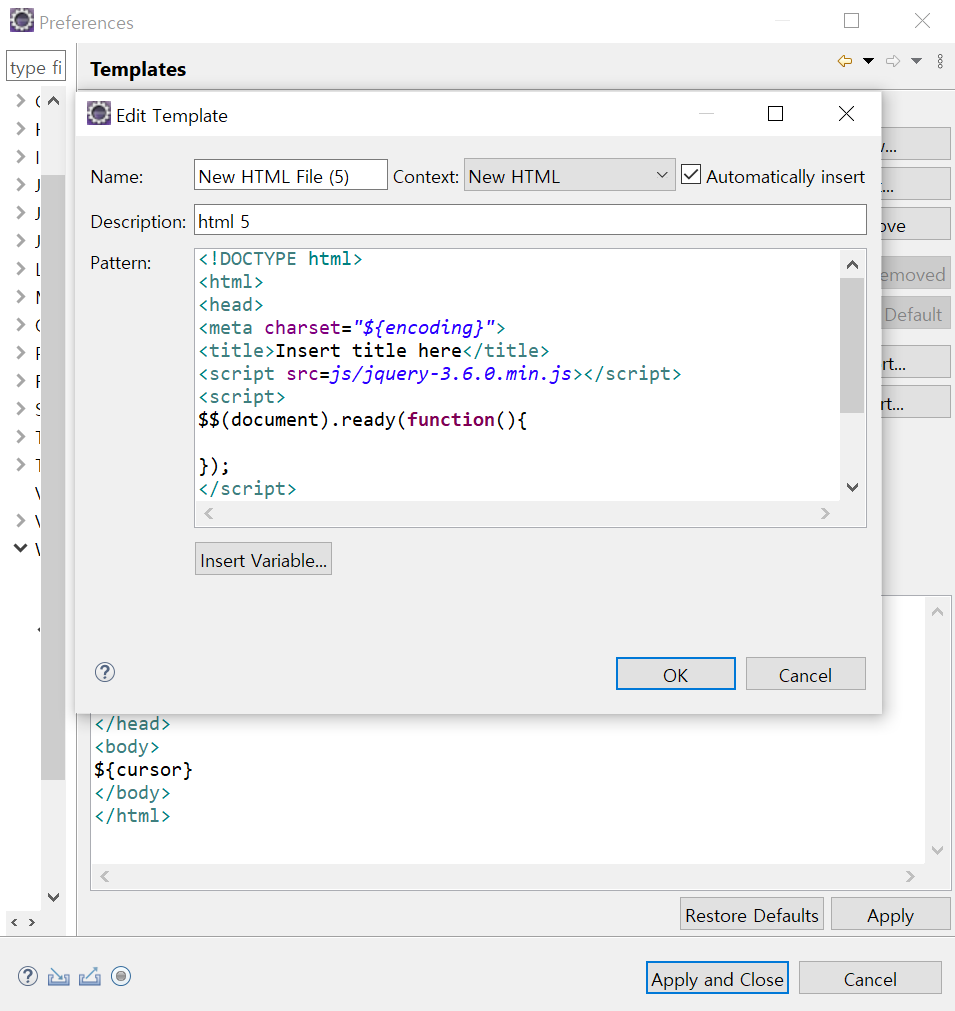 Preferences
type fi
Templates
Edit Template
Name:
New HTML File (5)
Context:
New HTML
Automatically insert
Description:
html 5
Pattern:
<!DOCTYPE html>
<html>
<head>
<meta charset="${encoding}">
<title>Insert title here</title>
<script src=js/jquery-3.6.0.min.js></script>
<script>
$$(document).ready(function(){
});
</script>
Insert Variable...
OK
Cancel
ove
emoved
Default
rt...
rt...
</head>
<body>
${cursor}
</body>
</html>
Restore Defaults
Apply
Apply and Close
Cancel